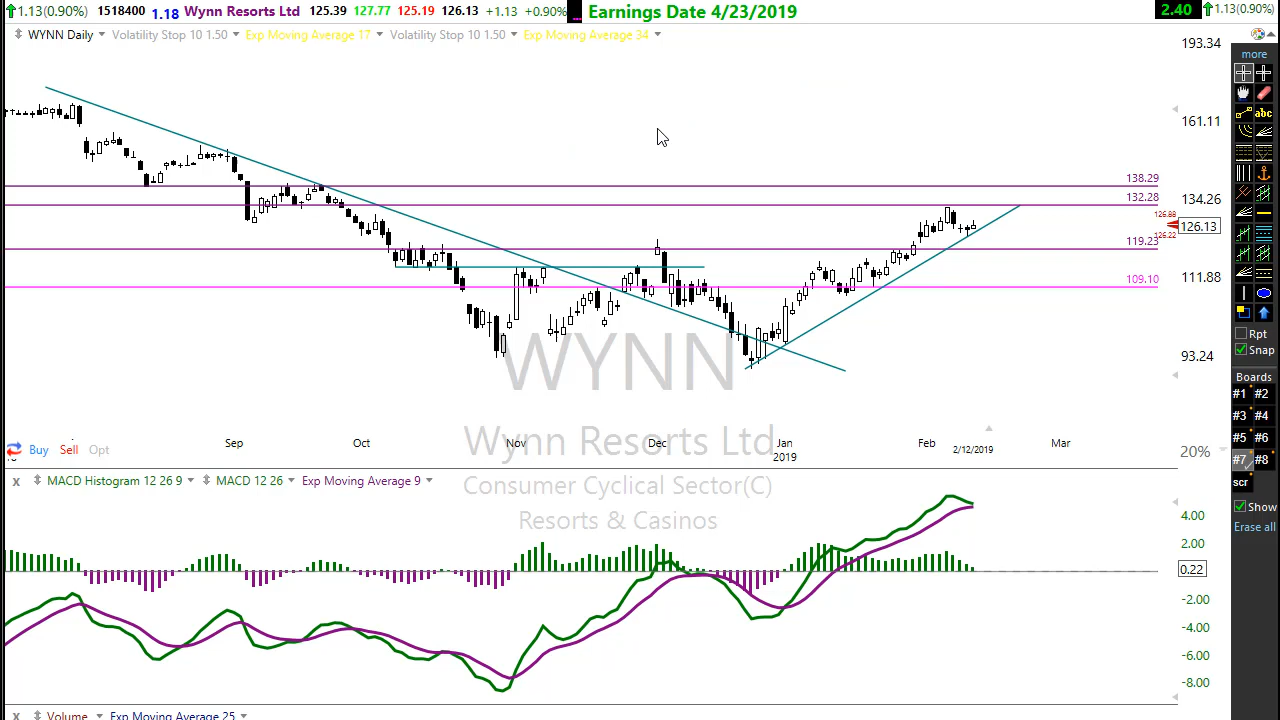 1.13(0.90%) 1518400 1.18 Wynn Resorts Ltd 125.39 127.77 125.19 126.13 +1.13 +0.90% Earnings Date 4/23/2019 2.40 1.13(0.90%)
WYNN Daily Volatility Stop 10 1.50 Exp Moving Average 17 Volatility Stop 10 1.50 Exp Moving Average 34
193.34
more
161.11
abc
138.29
132.28
134.26
126.88
126.13
126.22
119.23
109.10
111.88
93.24
Rpt
Snap
WYNN
Boards
#1 #2
#3 #4
#5 #6
#7 #8
scr
Show
Erase all
Wynn Resorts Ltd
Sep Oct Nov Dec Jan Feb Mar
2019 2/12/2019
Buy Sell Opt
20%
X MACD Histogram 12 26 9 MACD 12 26 Exp Moving Average 9
Consumer Cyclical Sector(C)
Resorts & Casinos
4.00
2.00
0.22
-2.00
-4.00
-6.00
-8.00
X Volume Exp Moving Average 25